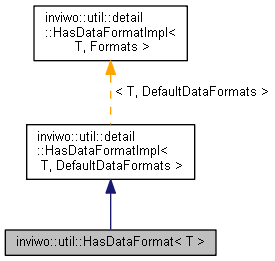 inviwo::util::detail
::HasDataFormatImpl<
T, Formats >
< T, DefaultDataFormats >
inviwo::util::detail
::HasDataFormatImpl<
T, DefaultDataFormats >
inviwo::util::HasDataFormat< T >